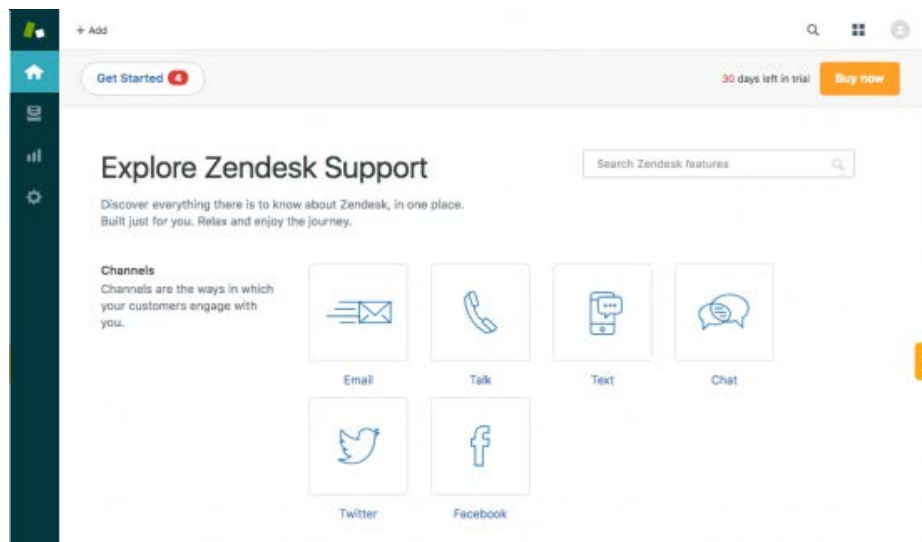 + Add
Get Started 4
30 days left in trial
Buy now
Explore Zendesk Support
Search Zendesk features
Discover everything there is to know about Zendesk, in one place.
Built just for you. Relax and enjoy the journey.
Channels
Channels are the ways in which
your customers engage with
you.
Email
Talk
Text
Chat
Twitter
Facebook